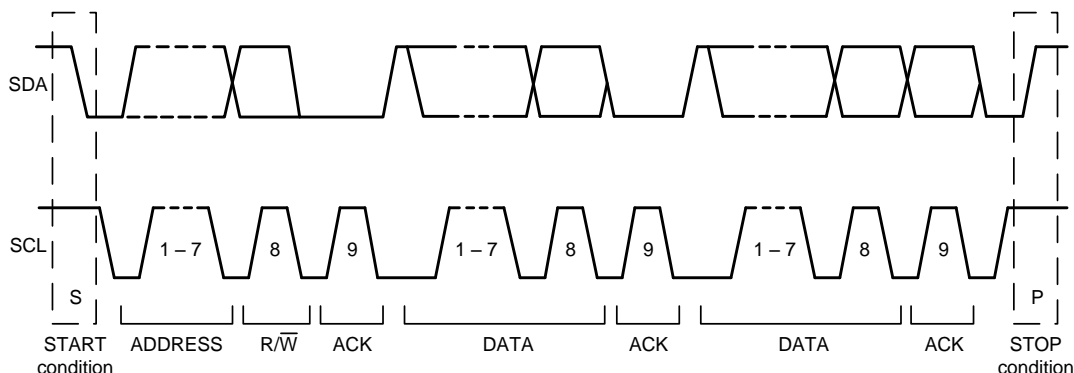 SDA
SCL
1 – 7 8 9 1 – 7 8 9 1 – 7 8 9
S P
START condition ADDRESS R/W̅ ACK DATA ACK DATA ACK STOP condition